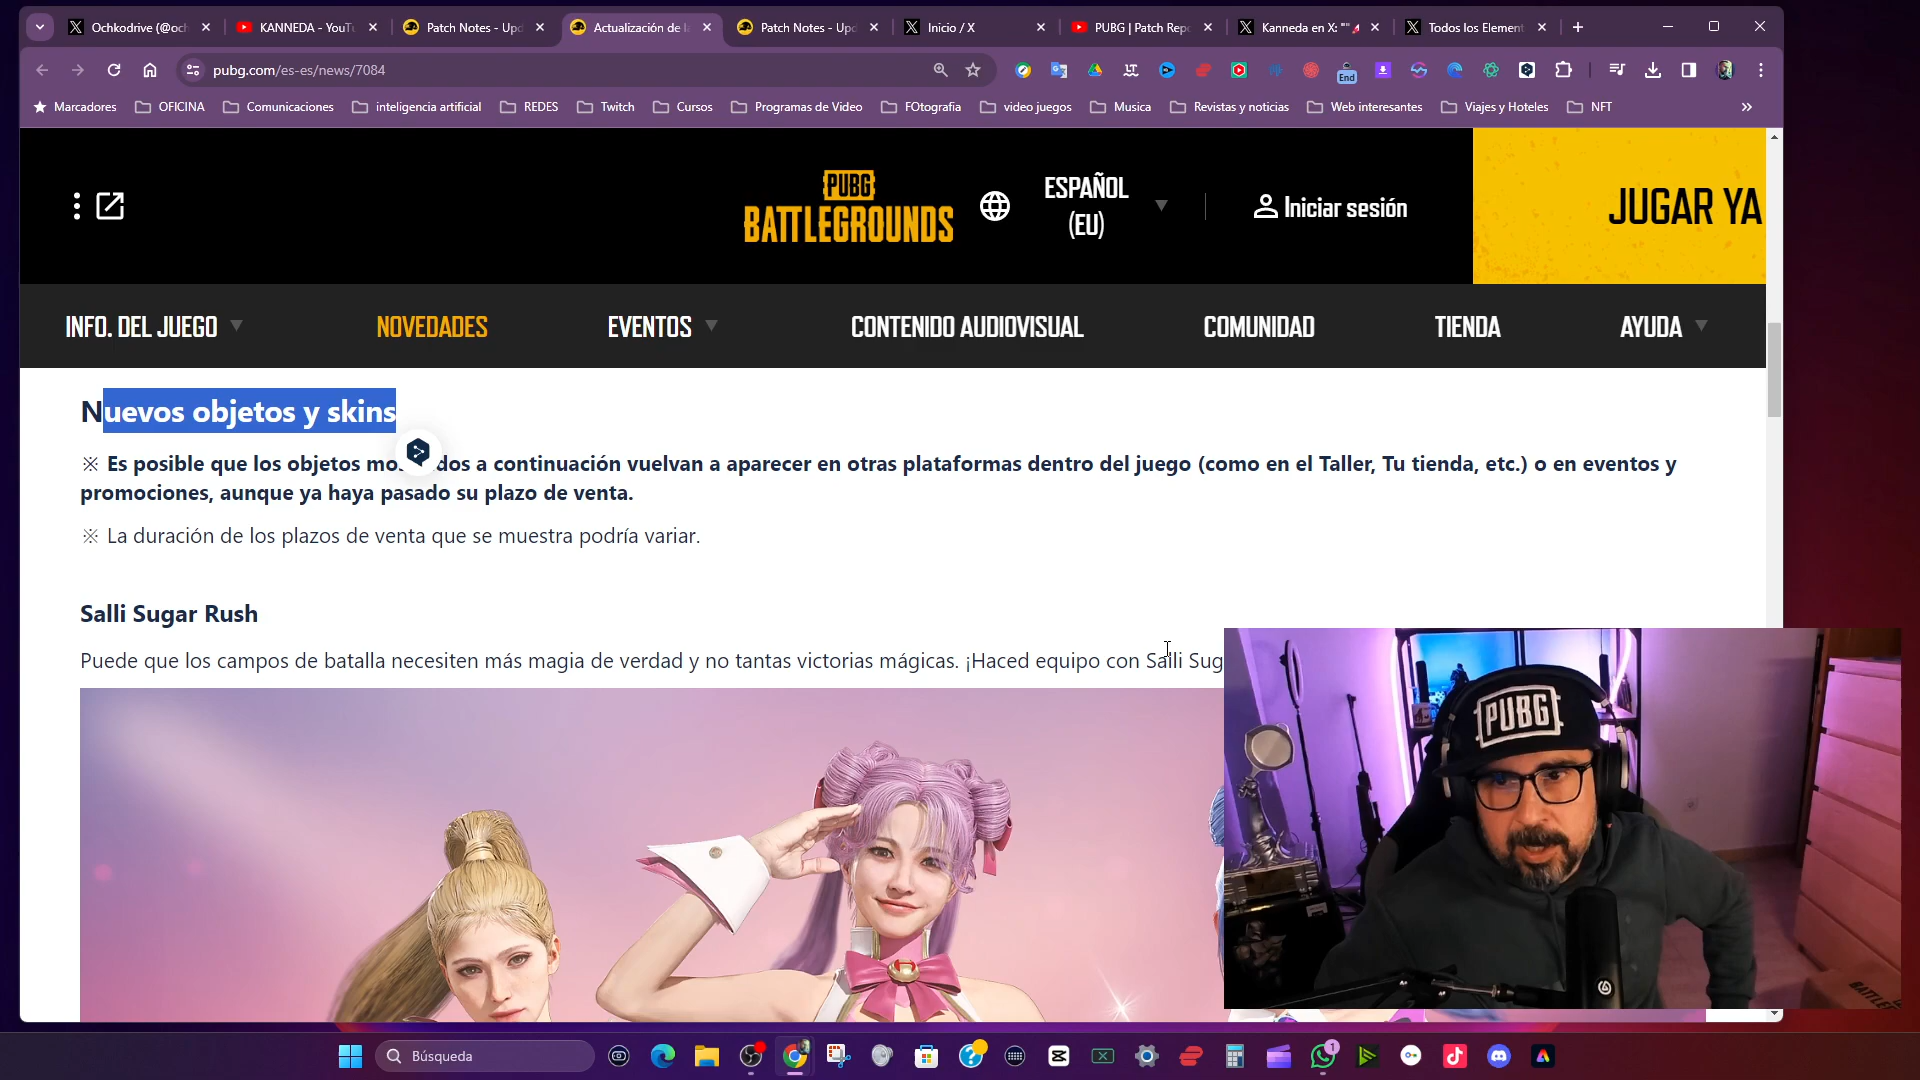 Ochkodrive (@och
KANNEDA - YouTu
Patch Notes - Upd
Actualización de la
Patch Notes - Upd
Inicio / X
PUBG | Patch Repo
Kanneda en X: "
Todos los Element
pubg.com/es-es/news/7084
End
Marcadores
OFICINA
Comunicaciones
inteligencia artificial
REDES
Twitch
Cursos
Programas de Video
FOtografia
video juegos
Musica
Revistas y noticias
Web interesantes
Viajes y Hoteles
NFT
PUBG
BATTLEGROUNDS
ESPAÑOL
(EU)
Iniciar sesión
JUGAR YA
INFO. DEL JUEGO
NOVEDADES
EVENTOS
CONTENIDO AUDIOVISUAL
COMUNIDAD
TIENDA
AYUDA
Nuevos objetos y skins
※ Es posible que los objetos mos dos a continuación vuelvan a aparecer en otras plataformas dentro del juego (como en el Taller, Tu tienda, etc.) o en eventos y
promociones, aunque ya haya pasado su plazo de venta.
※ La duración de los plazos de venta que se muestra podría variar.
Salli Sugar Rush
Puede que los campos de batalla necesiten más magia de verdad y no tantas victorias mágicas. ¡Haced equipo con Salli Sug
PUBG
Búsqueda
1